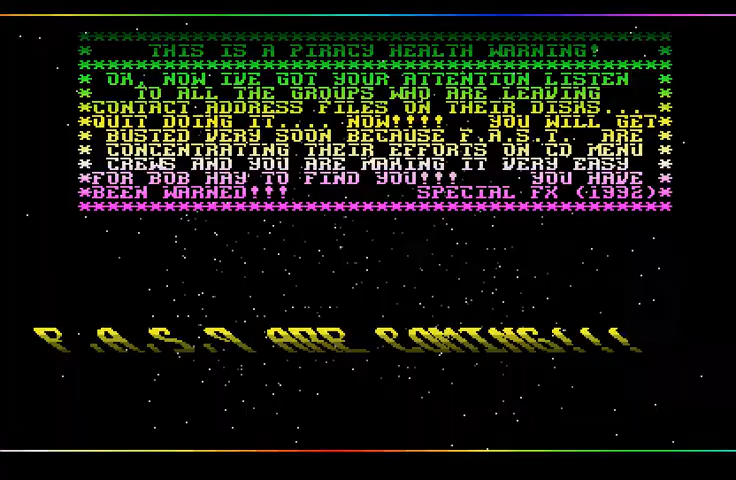 *****************************************
* THIS IS A PIRACY HEALTH WARNING! *
*****************************************
* OK, NOW IVE GOT YOUR ATTENTION LISTEN *
* TO ALL THE GROUPS WHO ARE LEAVING *
*CONTACT ADDRESS FILES ON THEIR DISKS... *
*QUIT DOING IT... NOW!!!! YOU WILL GET*
* BUSTED VERY SOON BECAUSE F.A.S.T. ARE *
* CONCENTRATING THEIR EFFORTS ON CD MENU *
* CREWS AND YOU ARE MAKING IT VERY EASY *
*FOR BOB HAY TO FIND YOU!!! YOU HAVE *
*BEEN WARNED!!! SPECIAL FX (1992)*
*****************************************
F.A.S.T ARE COMING!!!